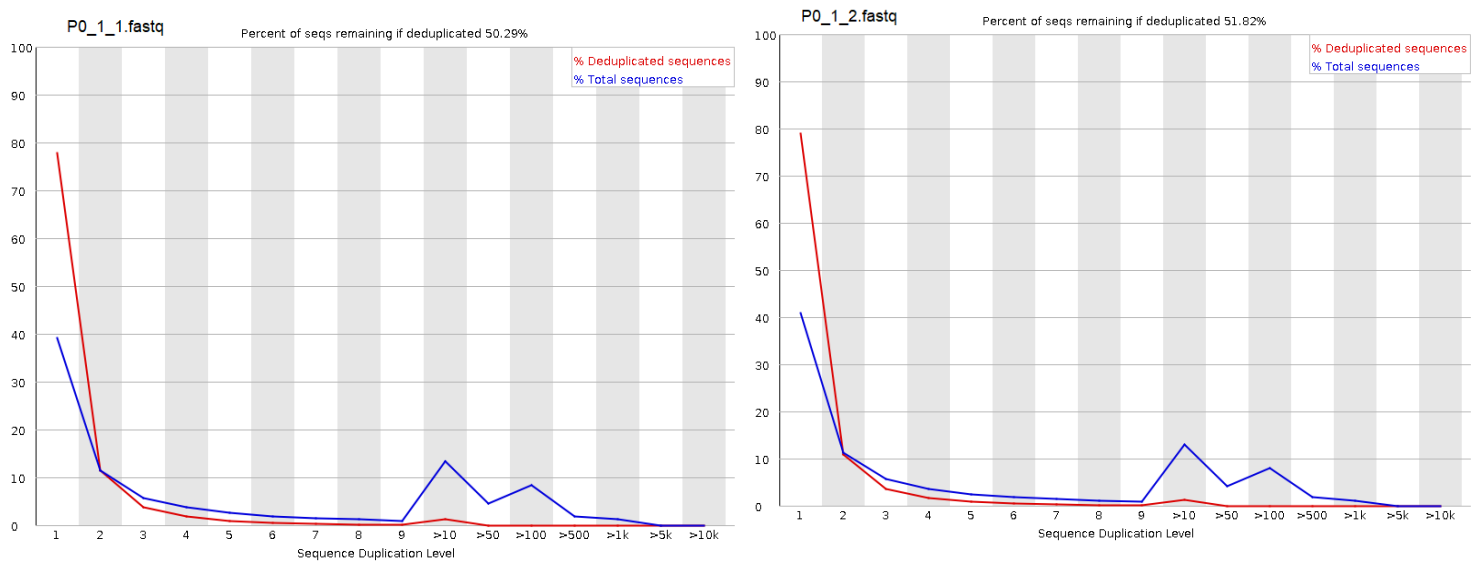 P0_1_1.fastq
Percent of seqs remaining if deduplicated 50.29%
% Deduplicated sequences
% Total sequences
100
90
80
70
60
50
40
30
20
10
0
1 2 3 4 5 6 7 8 9 >10 >50 >100 >500 >1k >5k >10k
Sequence Duplication Level
P0_1_2.fastq
Percent of seqs remaining if deduplicated 51.82%
% Deduplicated sequences
% Total sequences
100
90
80
70
60
50
40
30
20
10
0
1 2 3 4 5 6 7 8 9 >10 >50 >100 >500 >1k >5k >10k
Sequence Duplication Level